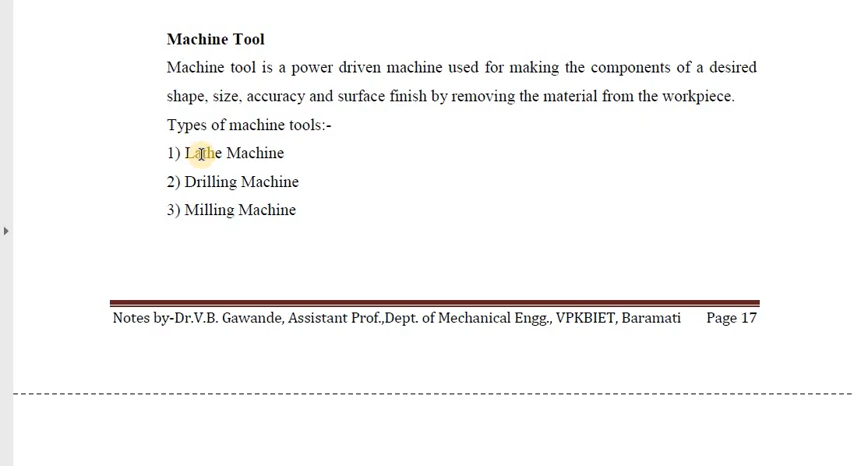 Machine Tool
Machine tool is a power driven machine used for making the components of a desired
shape, size, accuracy and surface finish by removing the material from the workpiece.
Types of machine tools:-
1) Lathe Machine
2) Drilling Machine
3) Milling Machine
Notes by-Dr.V.B. Gawande, Assistant Prof.,Dept. of Mechanical Engg., VPKBIET, Baramati Page 17